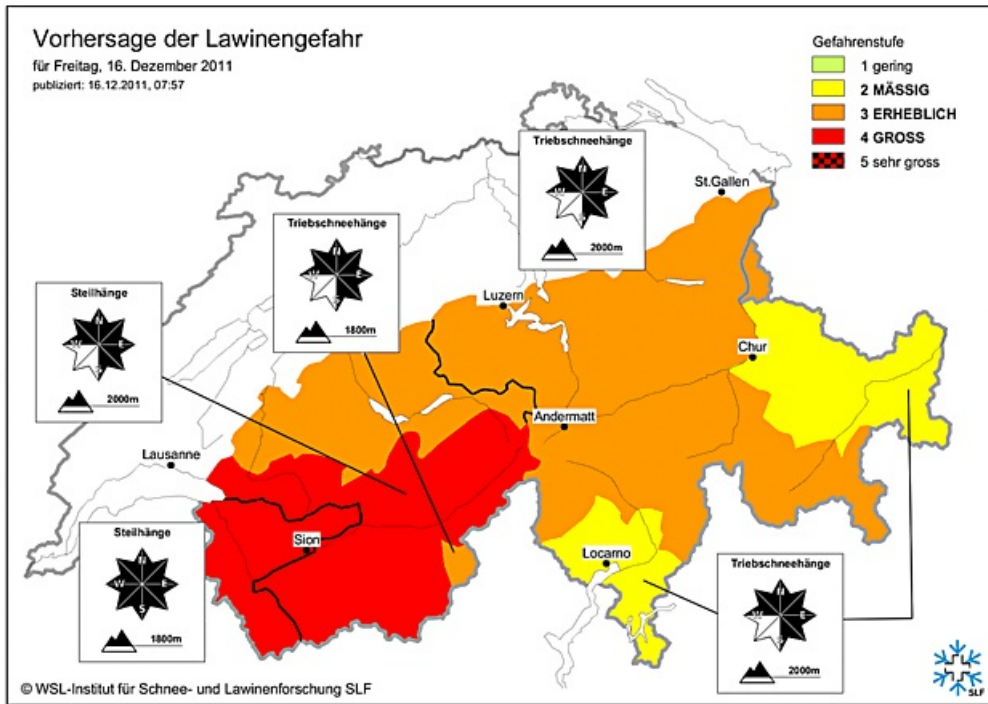 Vorhersage der Lawinengefahr
für Freitag, 16. Dezember 2011
publiziert: 16.12.2011, 07:57
Gefahrenstufe
1 gering
2 MÄSSIG
3 ERHEBLICH
4 GROSS
5 sehr gross
Triebschneehänge
N
W E
S
2000m
St.Gallen
Triebschneehänge
N
W E
S
1800m
Luzern
Steilhänge
N
W E
S
2000m
Chur
Andermatt
Lausanne
Sion
Locarno
Steilhänge
N
W E
S
1800m
Triebschneehänge
N
W E
S
2000m
© WSL-Institut für Schnee- und Lawinenforschung SLF
SLF